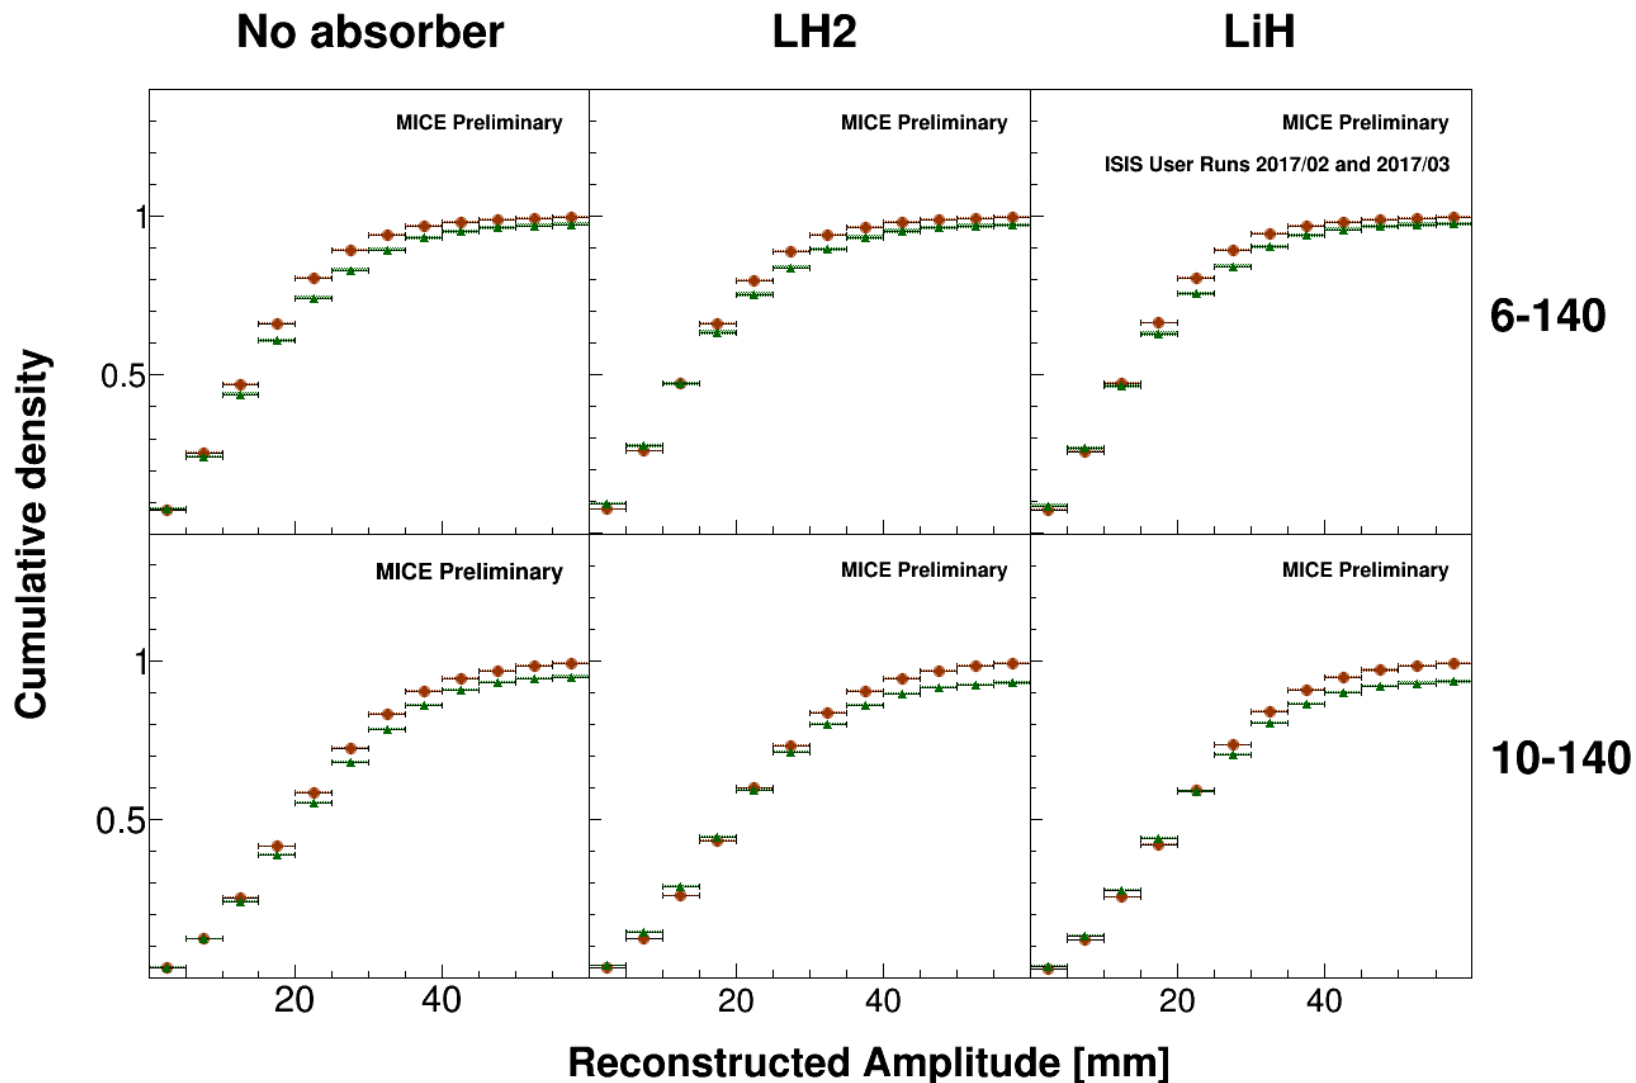 No absorber LH2 LiH
MICE Preliminary MICE Preliminary MICE Preliminary
ISIS User Runs 2017/02 and 2017/03
1
0.5
6-140
Cumulative density
MICE Preliminary MICE Preliminary MICE Preliminary
1
0.5
10-140
20 40 20 40 20 40
Reconstructed Amplitude [mm]